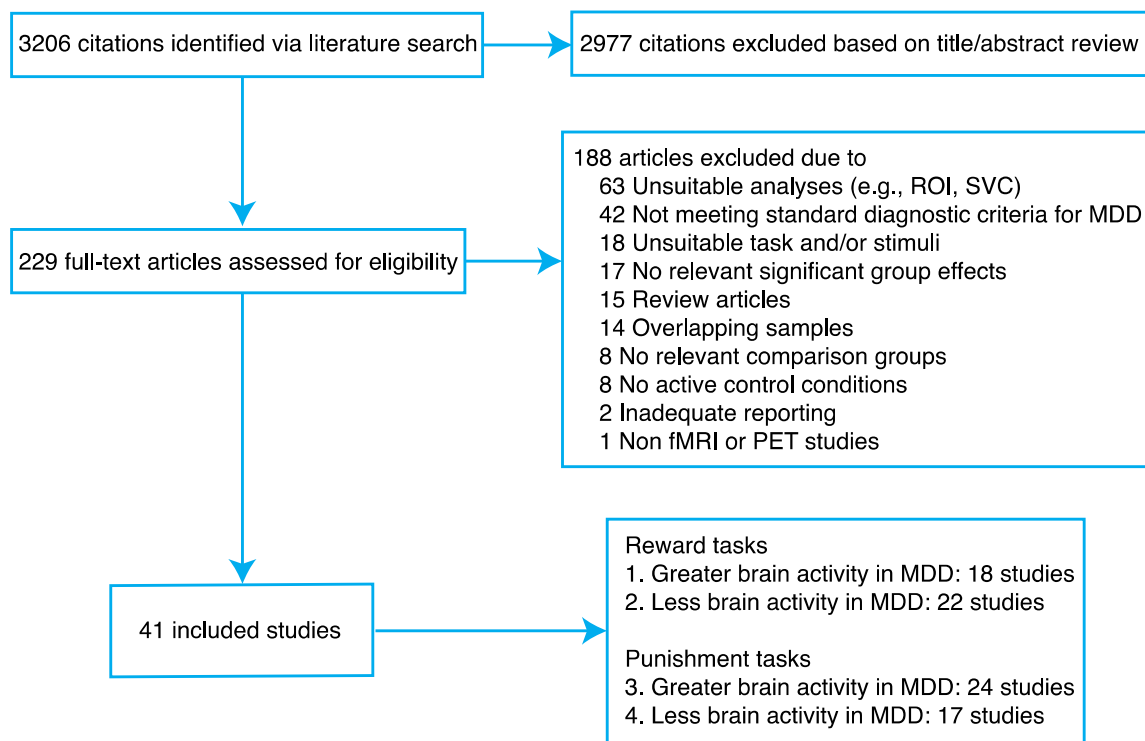 3206 citations identified via literature search
2977 citations excluded based on title/abstract review
188 articles excluded due to
63 Unsuitable analyses (e.g., ROI, SVC)
42 Not meeting standard diagnostic criteria for MDD
18 Unsuitable task and/or stimuli
17 No relevant significant group effects
15 Review articles
14 Overlapping samples
8 No relevant comparison groups
8 No active control conditions
2 Inadequate reporting
1 Non fMRI or PET studies
229 full-text articles assessed for eligibility
41 included studies
Reward tasks
1. Greater brain activity in MDD: 18 studies
2. Less brain activity in MDD: 22 studies
Punishment tasks
3. Greater brain activity in MDD: 24 studies
4. Less brain activity in MDD: 17 studies